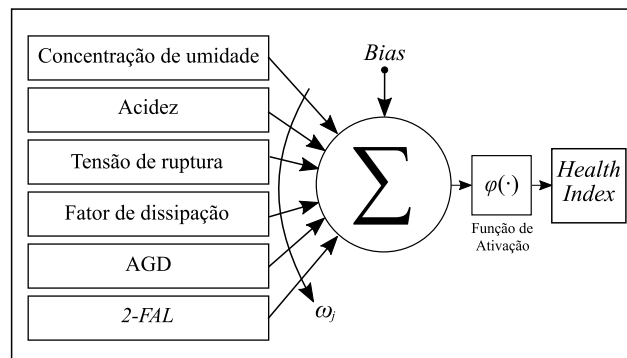 Concentração de umidade
Acidez
Tensão de ruptura
Fator de dissipação
AGD
2-FAL
ωj
Bias
Σ
φ(·)
Função de
Ativação
Health
Index